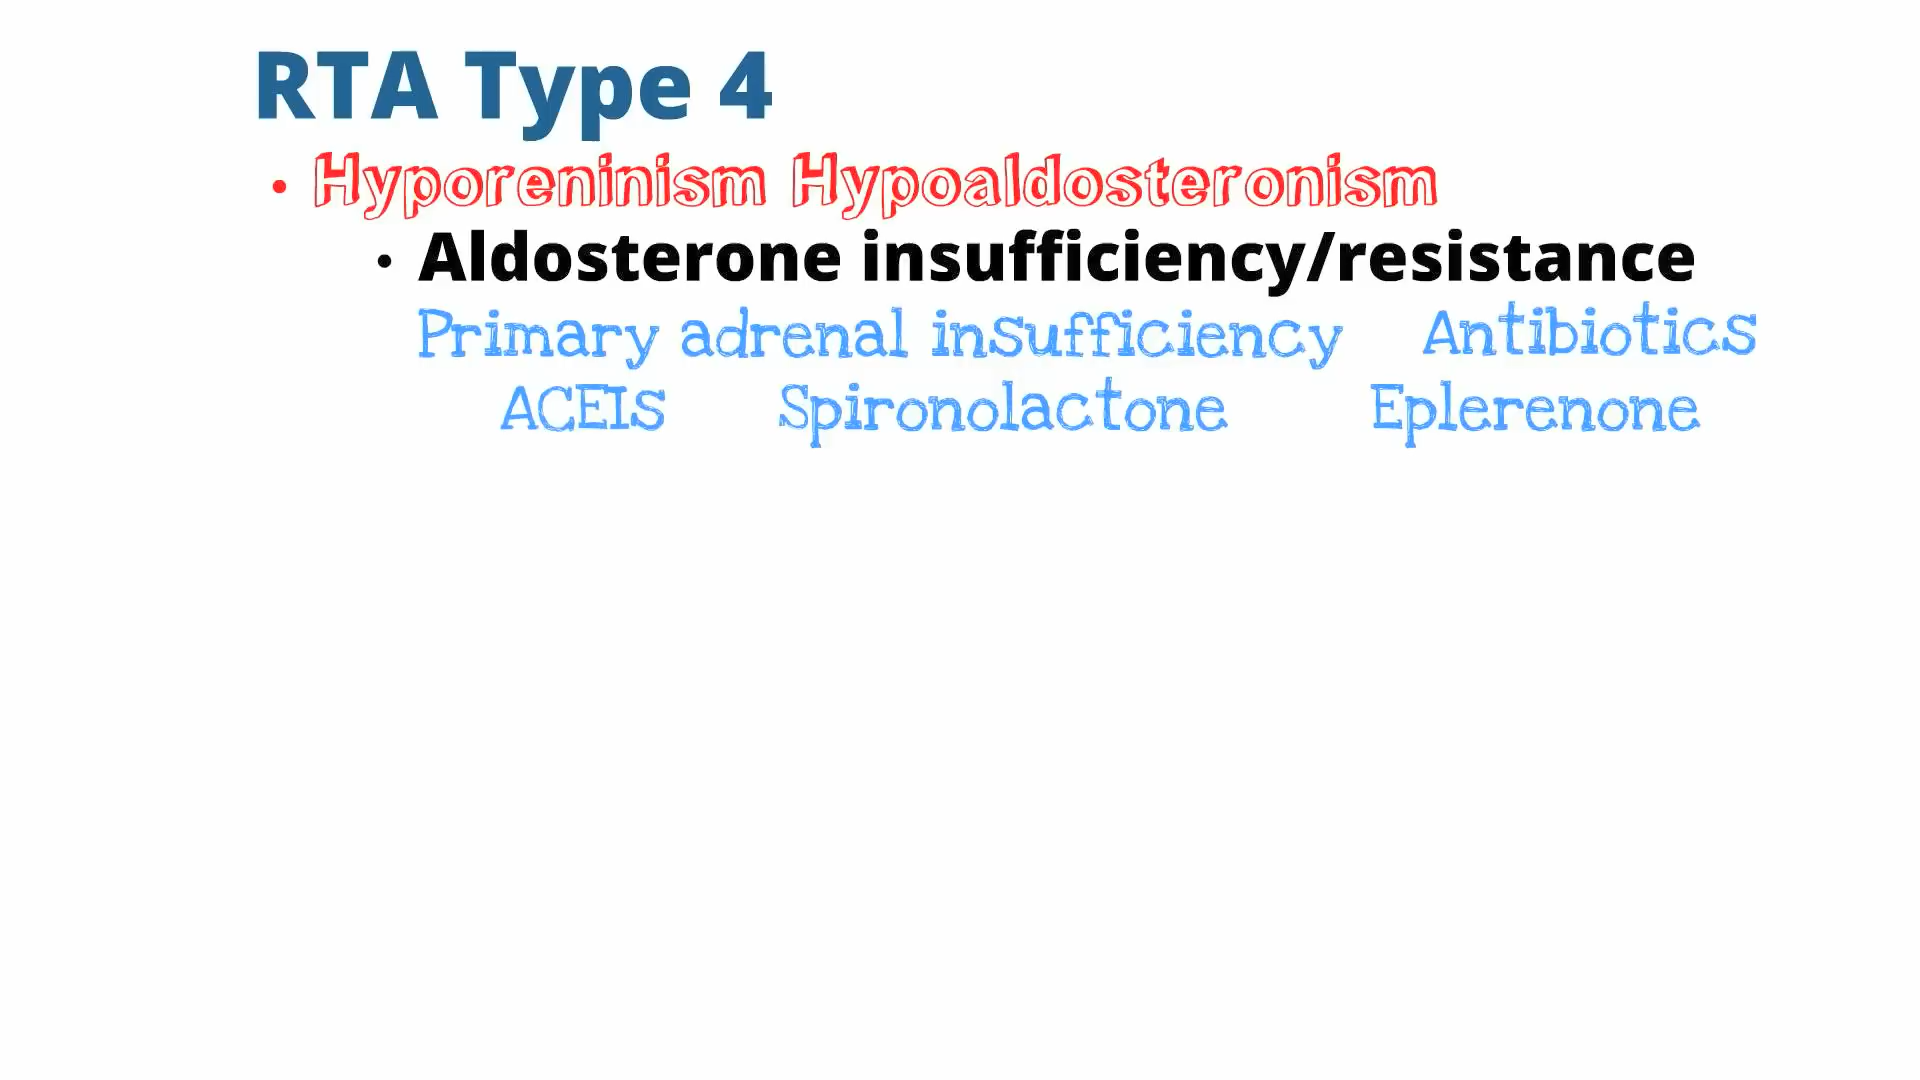 RTA Type 4
• Hyporeninism Hypoaldosteronism
• Aldosterone insufficiency/resistance
Primary adrenal insufficiency Antibiotics
ACEIs Spironolactone Eplerenone